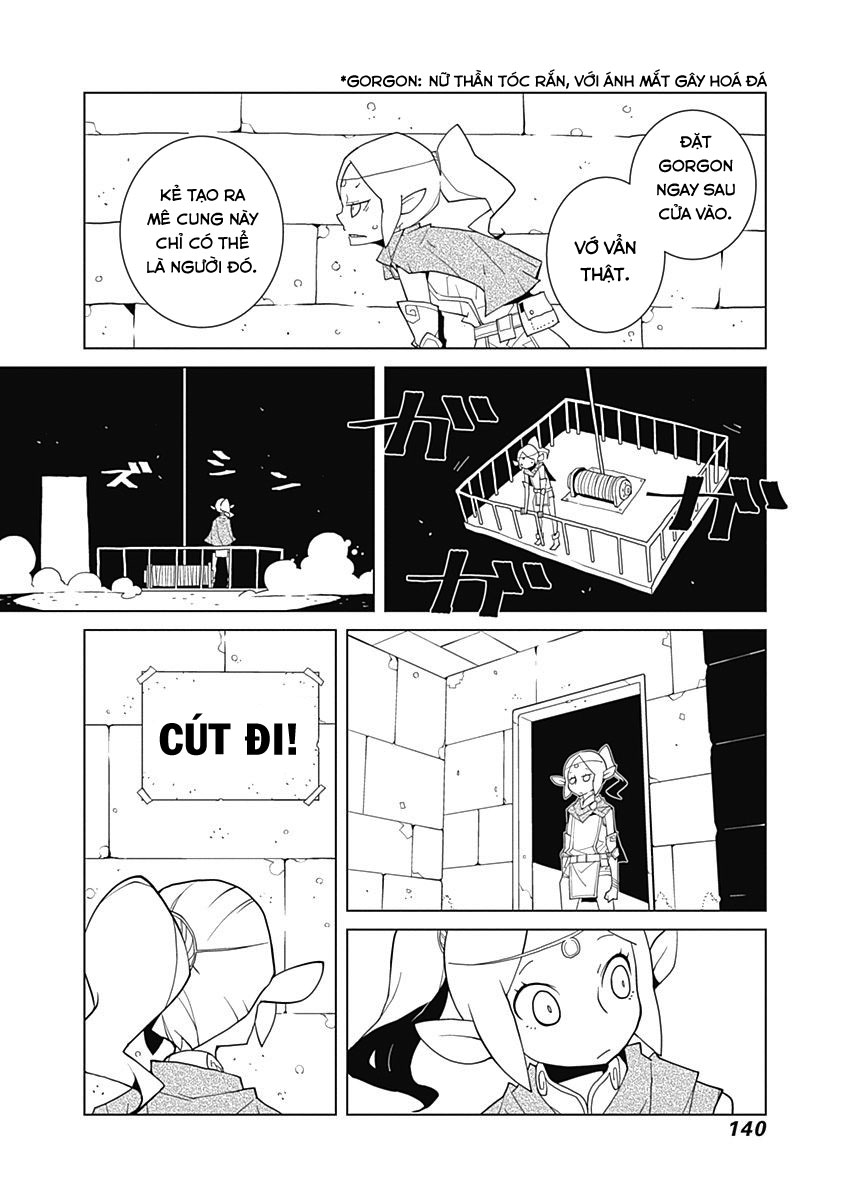 *GORGON: NỮ THẦN TÓC RẮN, VỚI ÁNH MẮT GÂY HOÁ ĐÁ
ĐẶT
GORGON
NGAY SAU
CỬA VÀO.
VỚ VẨN
THẬT.
KẺ TẠO RA
MÊ CUNG NÀY
CHỈ CÓ THỂ
LÀ NGƯỜI ĐÓ.
ガガガガ
ズズ
CÚT ĐI!
140